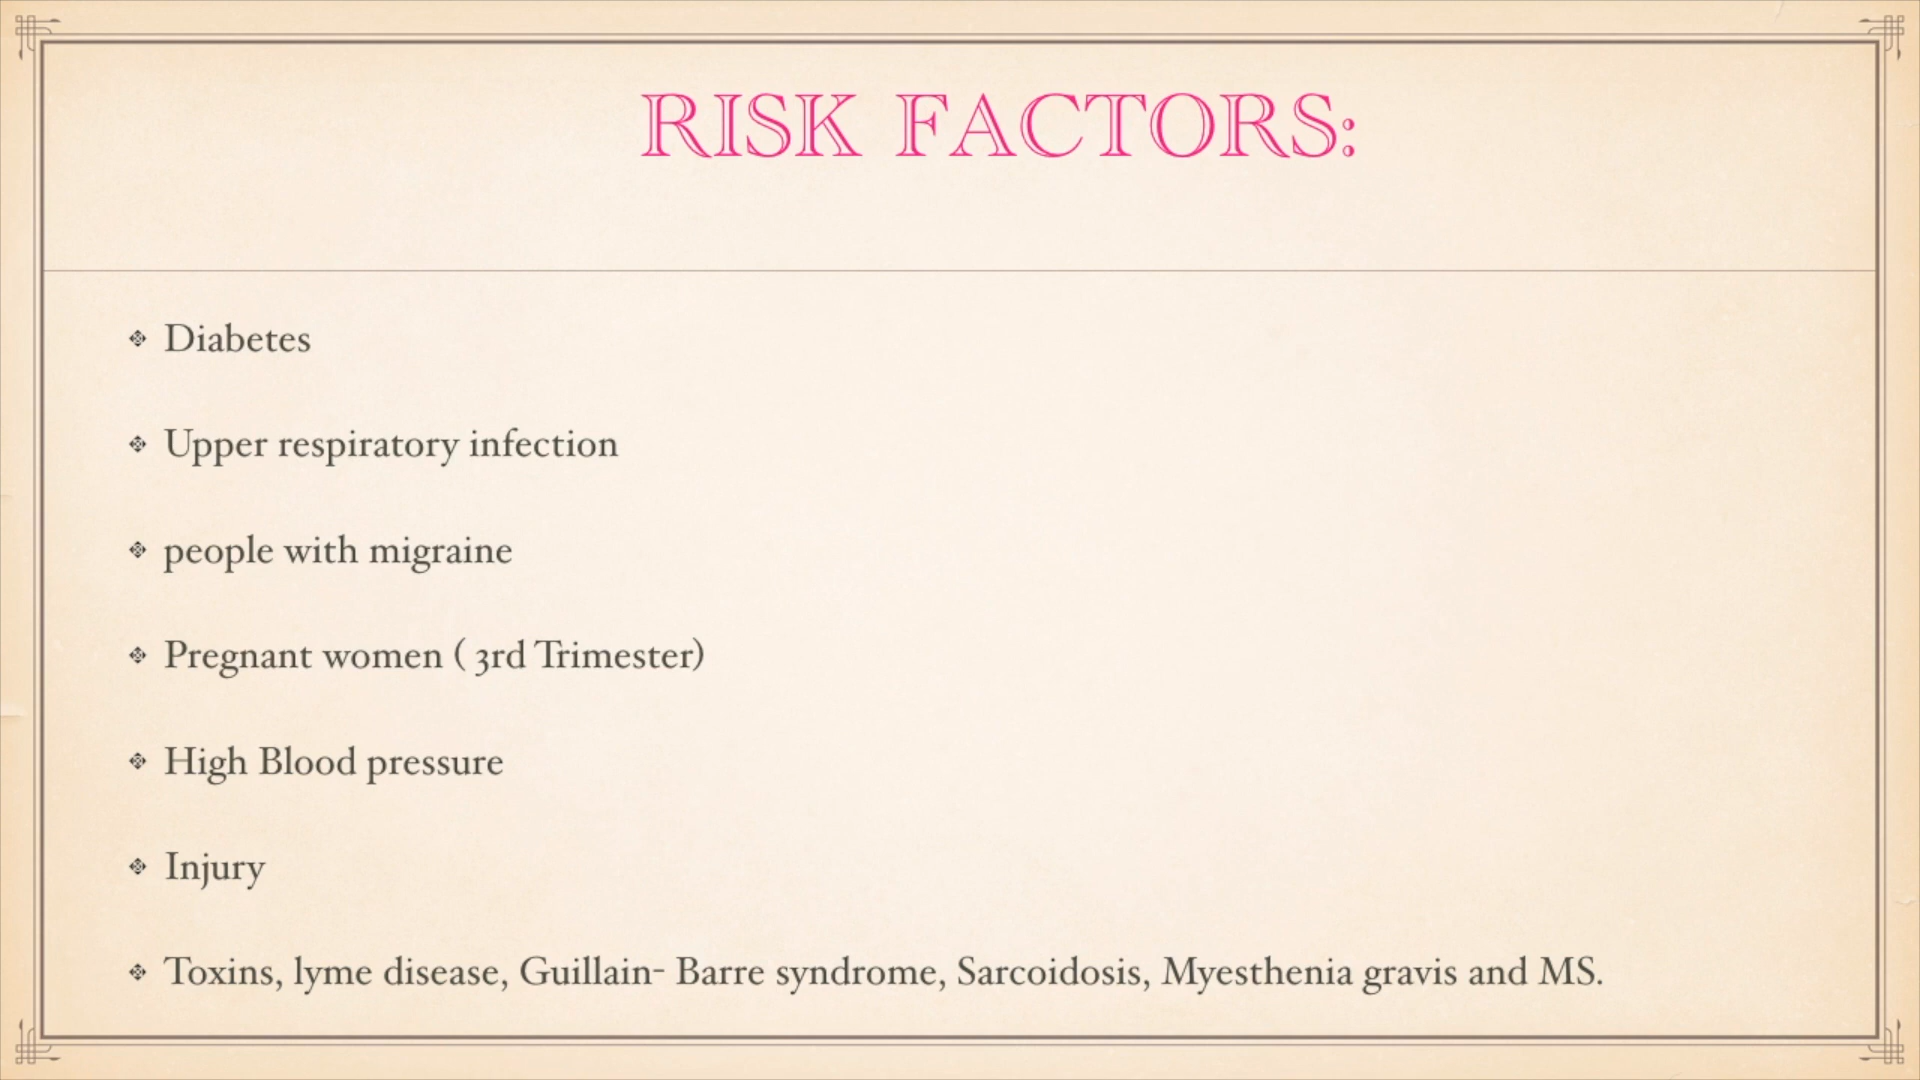 RISK FACTORS:
Diabetes
Upper respiratory infection
people with migraine
Pregnant women ( 3rd Trimester)
High Blood pressure
Injury
Toxins, lyme disease, Guillain- Barre syndrome, Sarcoidosis, Myesthenia gravis and MS.